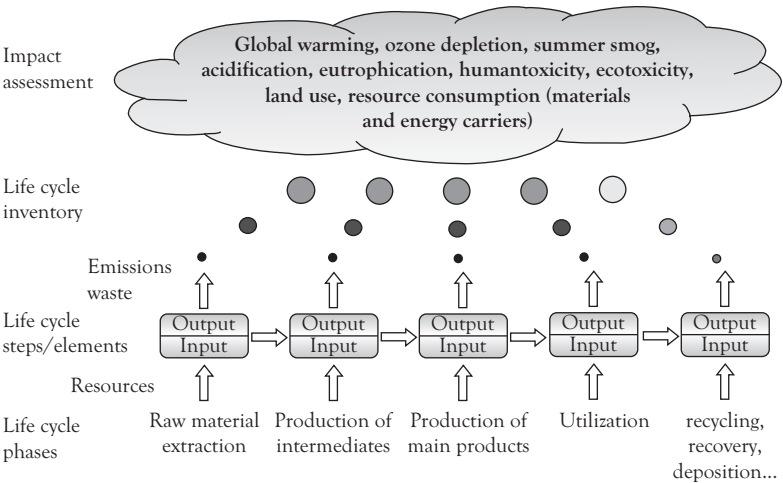 Impact
assessment
Global warming, ozone depletion, summer smog,
acidification, eutrophication, humantoxicity, ecotoxicity,
land use, resource consumption (materials
and energy carriers)
Life cycle
inventory
Emissions
waste
Life cycle
steps/elements
Output
Input
Output
Input
Output
Input
Output
Input
Output
Input
Resources
Life cycle
phases
Raw material
extraction
Production of
intermediates
Production of
main products
Utilization
recycling,
recovery,
deposition...